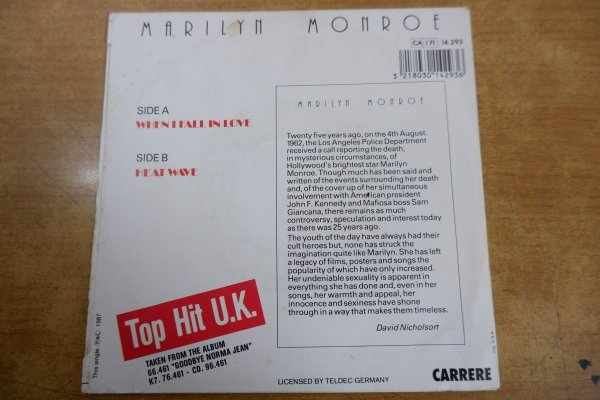 MARILYN MONROE
CA 171 14.293
3 218030 142936
SIDE A
WHEN I FALL IN LOVE
SIDE B
HEAT WAVE
MARILYN MONROE
Twenty five years ago, on the 4th August.
1962, the Los Angeles Police Department
received a call reporting the death,
in mysterious circumstances, of
Hollywood's brightest star Marilyn
Monroe. Though much has been said and
written of the events surrounding her death
and, of the cover up of her simultaneous
involvement with American president
John F. Kennedy and Mafiosa boss Sam
Giancana, there remains as much
controversy, speculation and interest today
as there was 25 years ago.
The youth of the day have always had their
cult heroes but, none has struck the
imagination quite like Marilyn. She has left
a legacy of films, posters and songs the
popularity of which have only increased.
Her undeniable sexuality is apparent in
everything she has done and, even in her
songs, her warmth and appeal, her
innocence and sexiness have shone
through in a way that makes them timeless.
David Nicholson
Top Hit U.K.
TAKEN FROM THE ALBUM
66.461 "GOODBYE NORMA JEAN"
K7. 76.461 - CD. 96.461
This single ℗&© 1987
LICENSED BY TELDEC GERMANY
CARRERE